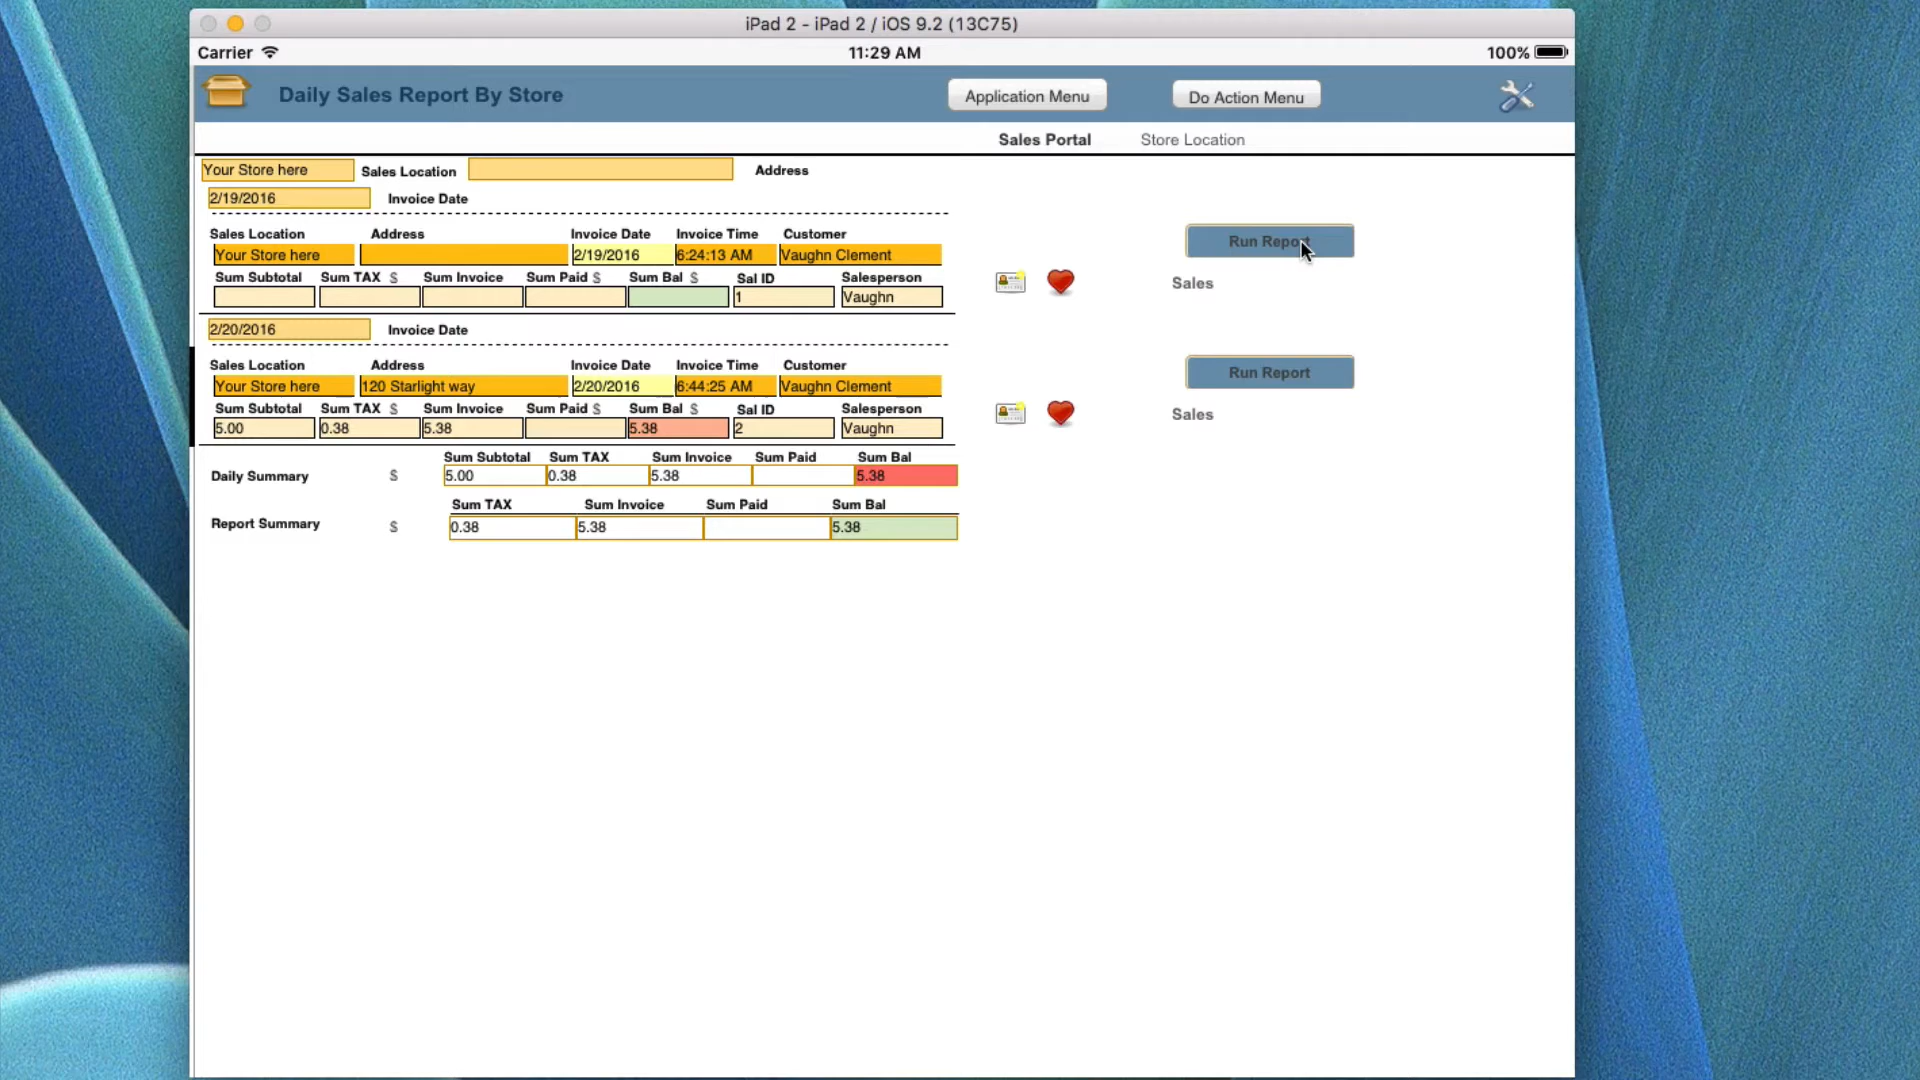 iPad 2 - iPad 2 / iOS 9.2 (13C75)
Carrier 11:29 AM 100%
Daily Sales Report By Store Application Menu Do Action Menu
Sales Portal Store Location
Your Store here Sales Location Address
2/19/2016 Invoice Date
Sales Location Address Invoice Date Invoice Time Customer Run Report
Your Store here 2/19/2016 6:24:13 AM Vaughn Clement
Sum Subtotal Sum TAX $ Sum Invoice Sum Paid $ Sum Bal $ Sal ID Salesperson Sales
1 Vaughn
2/20/2016 Invoice Date
Sales Location Address Invoice Date Invoice Time Customer Run Report
Your Store here 120 Starlight way 2/20/2016 6:44:25 AM Vaughn Clement
Sum Subtotal Sum TAX $ Sum Invoice Sum Paid $ Sum Bal $ Sal ID Salesperson Sales
5.00 0.38 5.38 5.38 2 Vaughn
Sum Subtotal Sum TAX Sum Invoice Sum Paid Sum Bal
Daily Summary $ 5.00 0.38 5.38 5.38
Sum TAX Sum Invoice Sum Paid Sum Bal
Report Summary $ 0.38 5.38 5.38